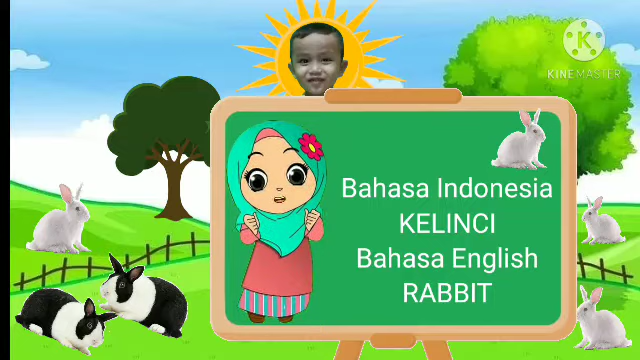 KINEMASTER
Bahasa Indonesia
KELINCI
Bahasa English
RABBIT